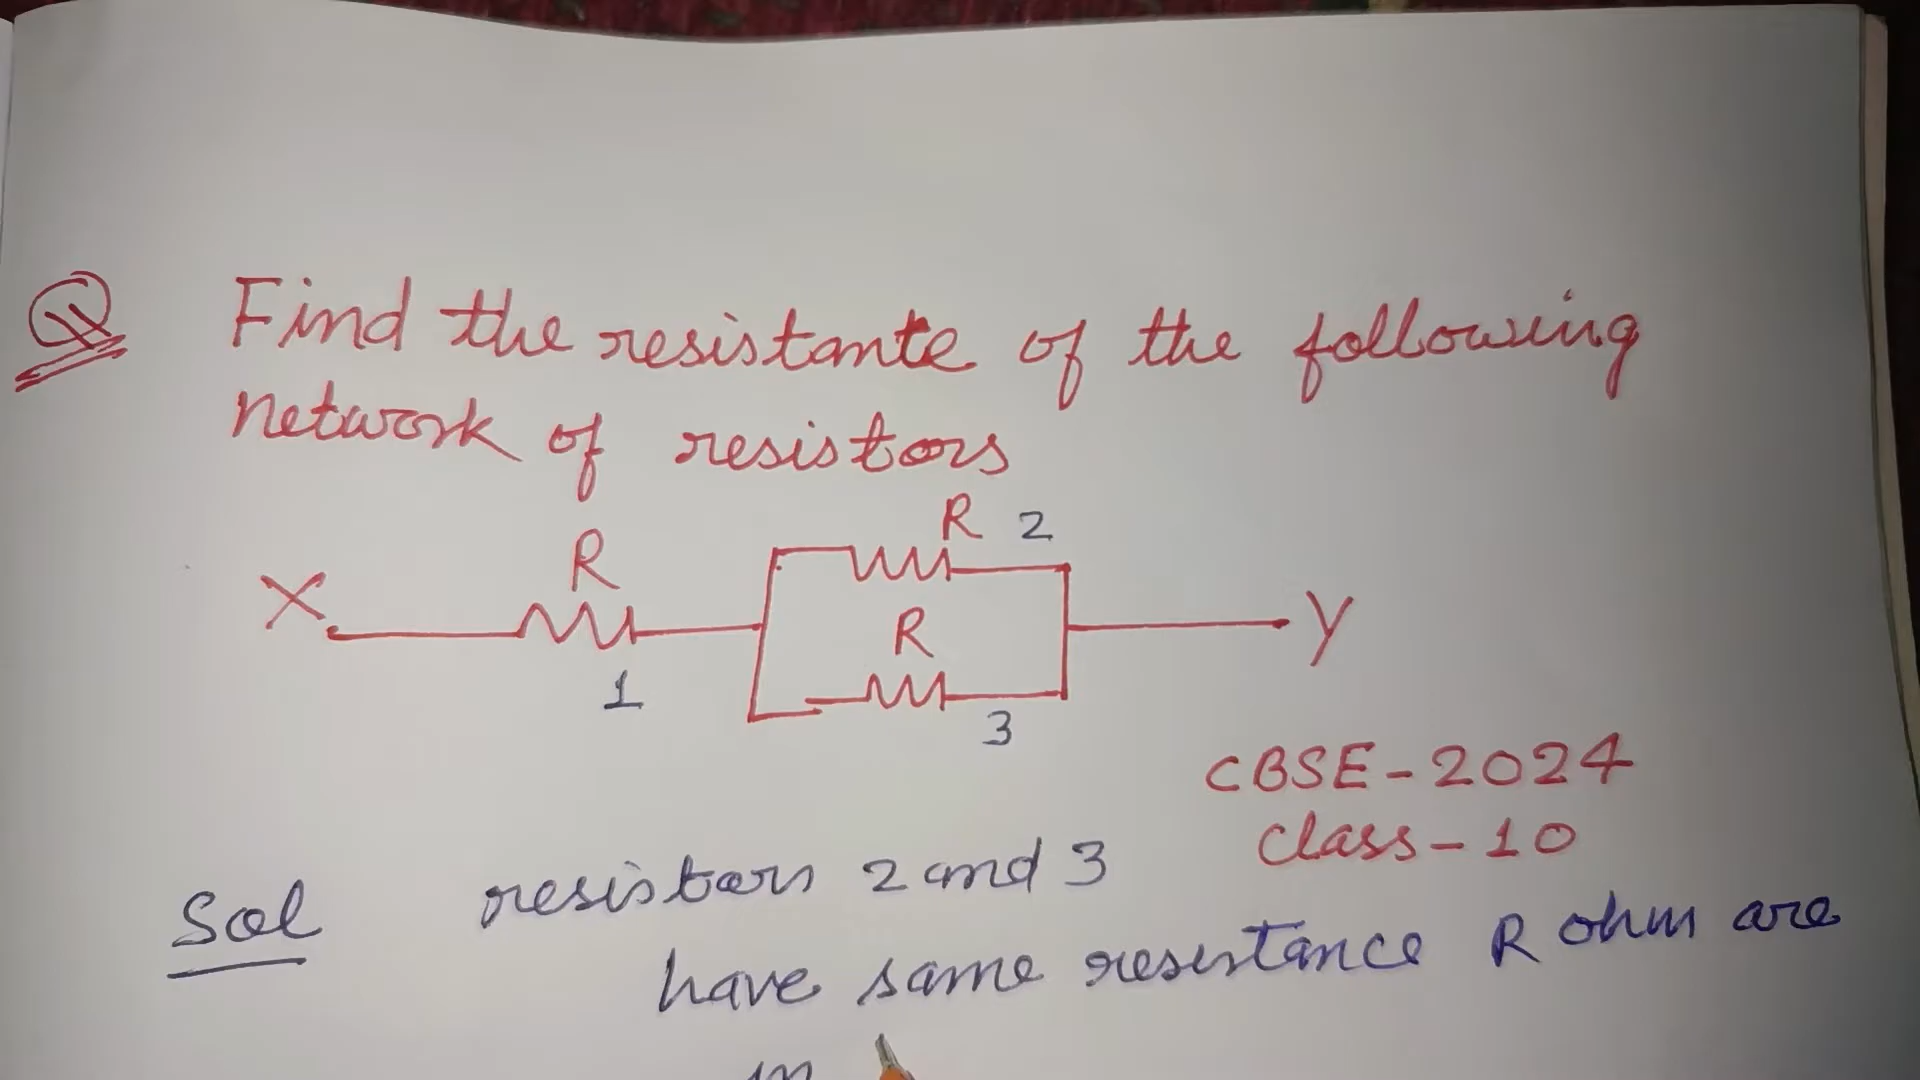 Q Find the resistante of the following
network of resistors
R 2
R
X Y
R
1
3
CBSE-2024
Class-10
Sol resistors 2 and 3
have same resistance R ohm are
in